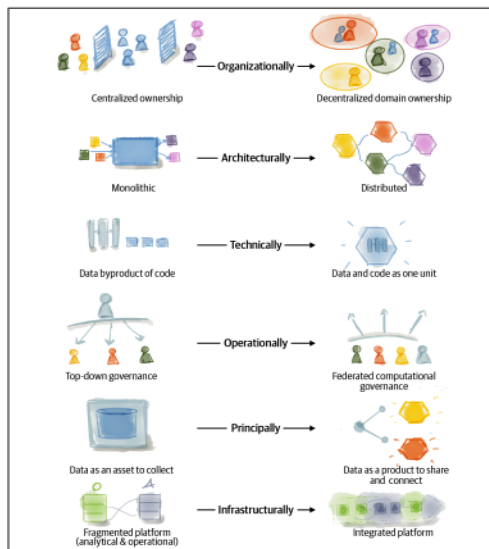 Organizationally
Centralized ownership
Decentralized domain ownership
Architecturally
Monolithic
Distributed
Technically
Data byproduct of code
Data and code as one unit
Operationally
Top-down governance
Federated computational
governance
Principally
Data as an asset to collect
Data as a product to share
and connect
Infrastructurally
Fragmented platform
(analytical & operational)
Integrated platform